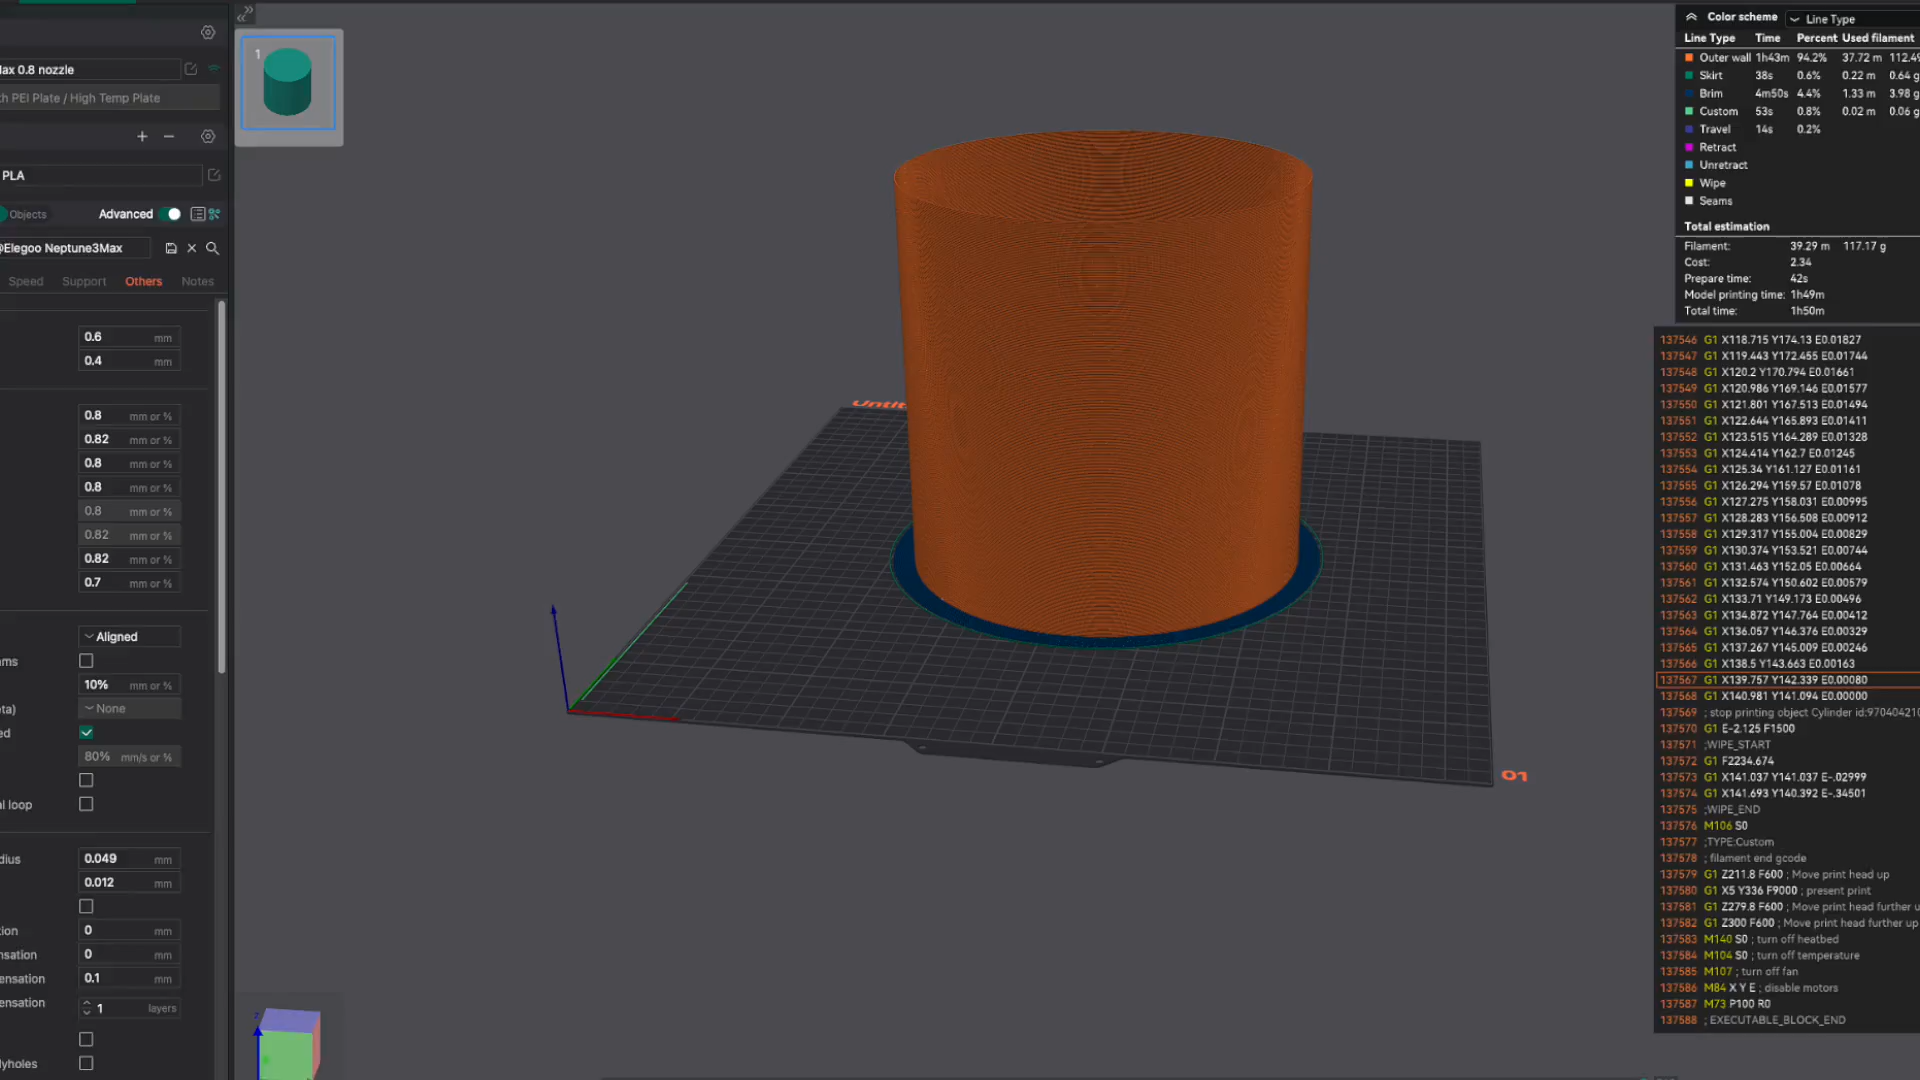 ax 0.8 nozzle
h PEI Plate / High Temp Plate
PLA
Objects
Advanced
@Elegoo Neptune3Max
Speed Support Others Notes
0.6 mm
0.4 mm
0.8 mm or %
0.82 mm or %
0.8 mm or %
0.8 mm or %
0.8 mm or %
0.82 mm or %
0.82 mm or %
0.7 mm or %
Aligned
ms
10% mm or %
ta) None
ed
80% mm/s or %
al loop
dius 0.049 mm
0.012 mm
tion 0 mm
nsation 0 mm
ensation 0.1 mm
ensation 1 layers
lyholes
1
Untit
01
Z
Color scheme Line Type
Line Type Time Percent Used filament
Outer wall 1h43m 94.2% 37.72 m 112.49
Skirt 38s 0.6% 0.22 m 0.64 g
Brim 4m50s 4.4% 1.33 m 3.98 g
Custom 53s 0.8% 0.02 m 0.06 g
Travel 14s 0.2%
Retract
Unretract
Wipe
Seams
Total estimation
Filament: 39.29 m 117.17 g
Cost: 2.34
Prepare time: 42s
Model printing time: 1h49m
Total time: 1h50m
137546 G1 X118.715 Y174.13 E0.01827
137547 G1 X119.443 Y172.455 E0.01744
137548 G1 X120.2 Y170.794 E0.01661
137549 G1 X120.986 Y169.146 E0.01577
137550 G1 X121.801 Y167.513 E0.01494
137551 G1 X122.644 Y165.893 E0.01411
137552 G1 X123.515 Y164.289 E0.01328
137553 G1 X124.414 Y162.7 E0.01245
137554 G1 X125.34 Y161.127 E0.01161
137555 G1 X126.294 Y159.57 E0.01078
137556 G1 X127.275 Y158.031 E0.00995
137557 G1 X128.283 Y156.508 E0.00912
137558 G1 X129.317 Y155.004 E0.00829
137559 G1 X130.374 Y153.521 E0.00744
137560 G1 X131.463 Y152.05 E0.00664
137561 G1 X132.574 Y150.602 E0.00579
137562 G1 X133.71 Y149.173 E0.00496
137563 G1 X134.872 Y147.764 E0.00412
137564 G1 X136.057 Y146.376 E0.00329
137565 G1 X137.267 Y145.009 E0.00246
137566 G1 X138.5 Y143.663 E0.00163
137567 G1 X139.757 Y142.339 E0.00080
137568 G1 X140.981 Y141.094 E0.00000
137569 ; stop printing object Cylinder id:970404210
137570 G1 E-2.125 F1500
137571 ;WIPE_START
137572 G1 F2234.674
137573 G1 X141.037 Y141.037 E-.02999
137574 G1 X141.693 Y140.392 E-.34501
137575 ;WIPE_END
137576 M106 S0
137577 ;TYPE:Custom
137578 ; filament end gcode
137579 G1 Z211.8 F600 ; Move print head up
137580 G1 X5 Y336 F9000 ; present print
137581 G1 Z279.8 F600 ; Move print head further u
137582 G1 Z300 F600 ; Move print head further up
137583 M140 S0 ; turn off heatbed
137584 M104 S0 ; turn off temperature
137585 M107 ; turn off fan
137586 M84 X Y E ; disable motors
137587 M73 P100 R0
137588 ; EXECUTABLE_BLOCK_END